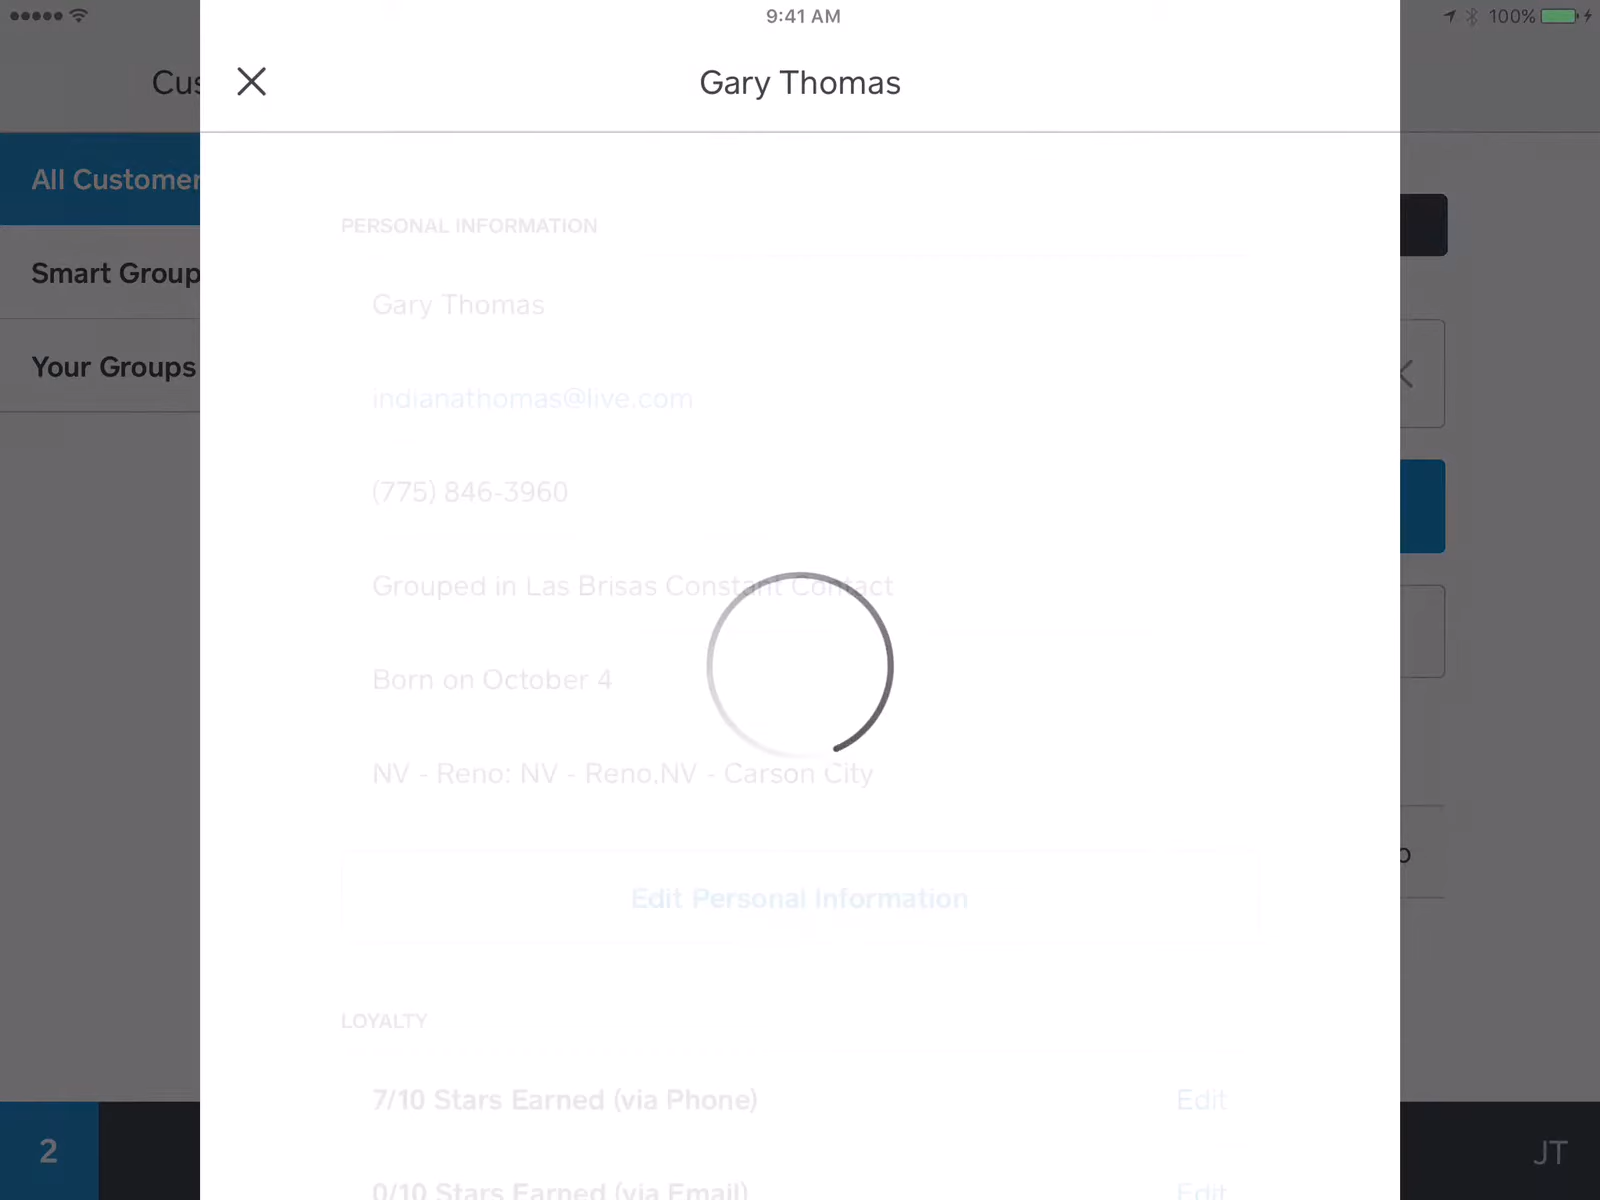 9:41 AM
100%
Cus
Gary Thomas
All Customer
Smart Group
Your Groups
PERSONAL INFORMATION
Gary Thomas
indianathomas@live.com
(775) 846-3960
Grouped in Las Brisas Constant Contact
Born on October 4
NV - Reno: NV - Reno,NV - Carson City
Edit Personal Information
LOYALTY
7/10 Stars Earned (via Phone)
Edit
0/10 Stars Earned (via Email)
Edit
2
JT